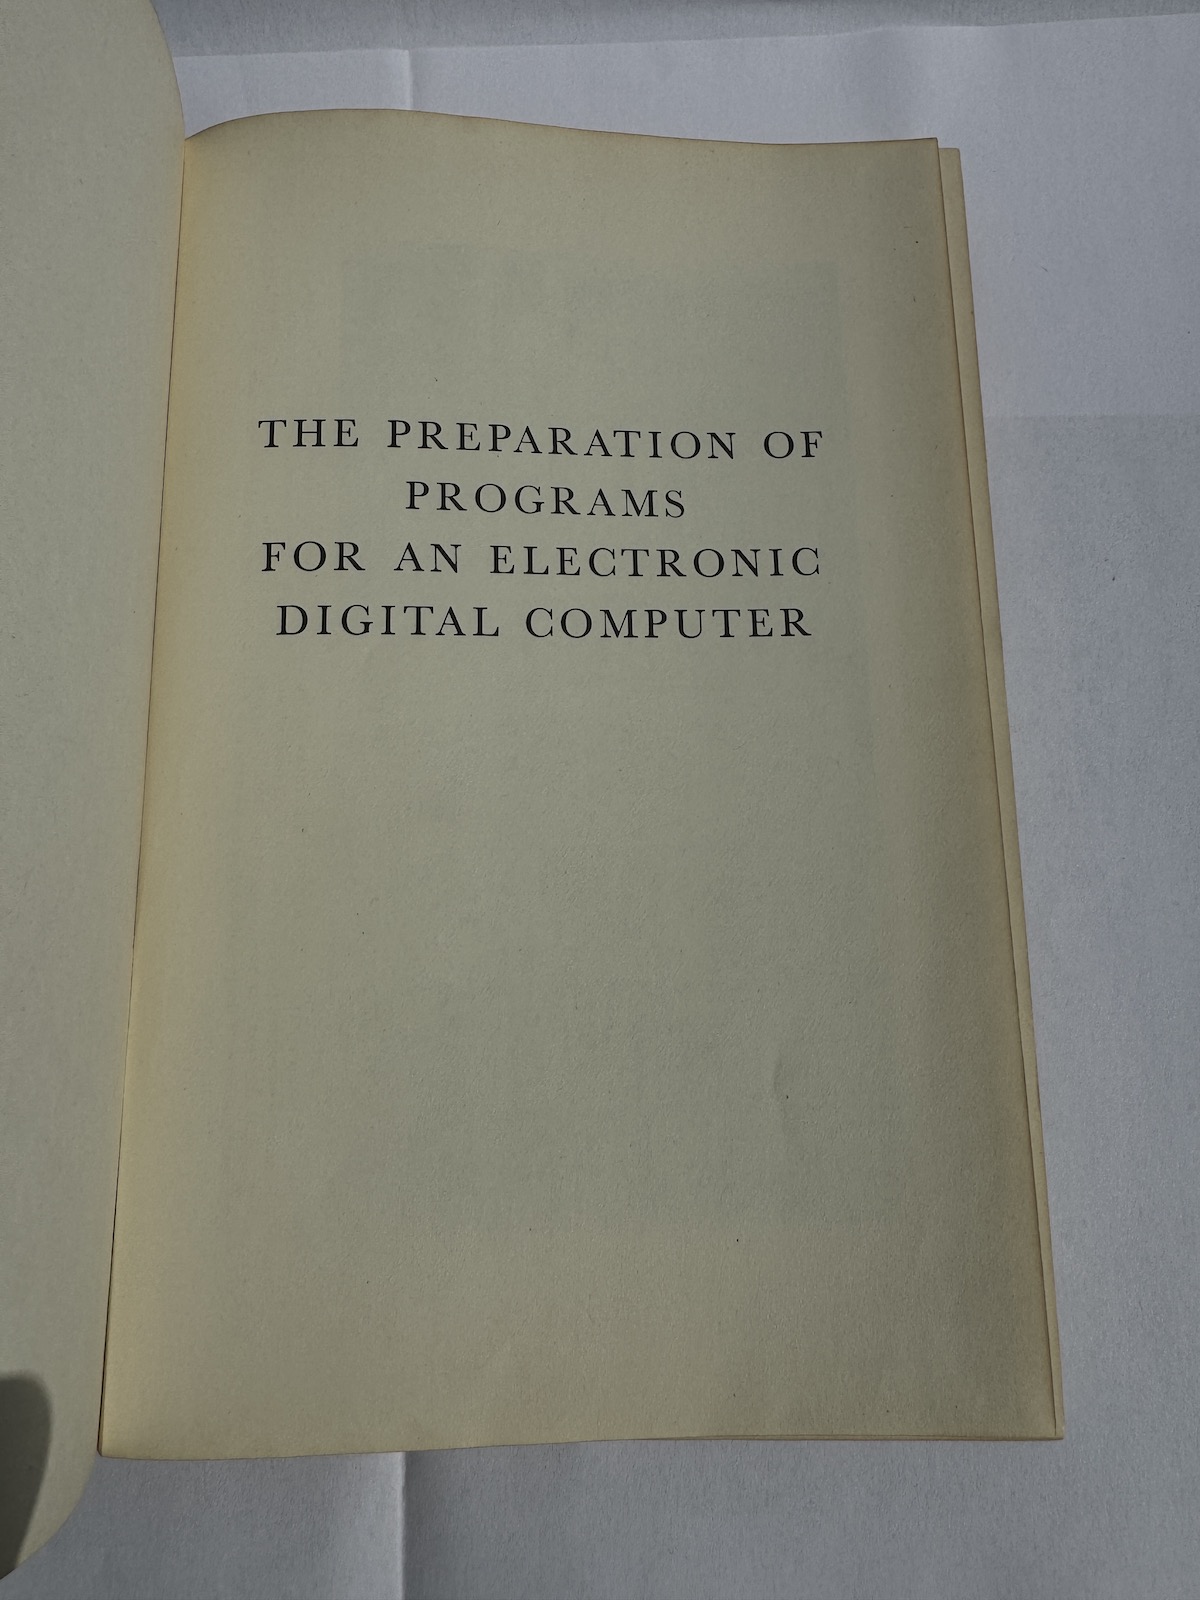 THE PREPARATION OF
PROGRAMS
FOR AN ELECTRONIC
DIGITAL COMPUTER